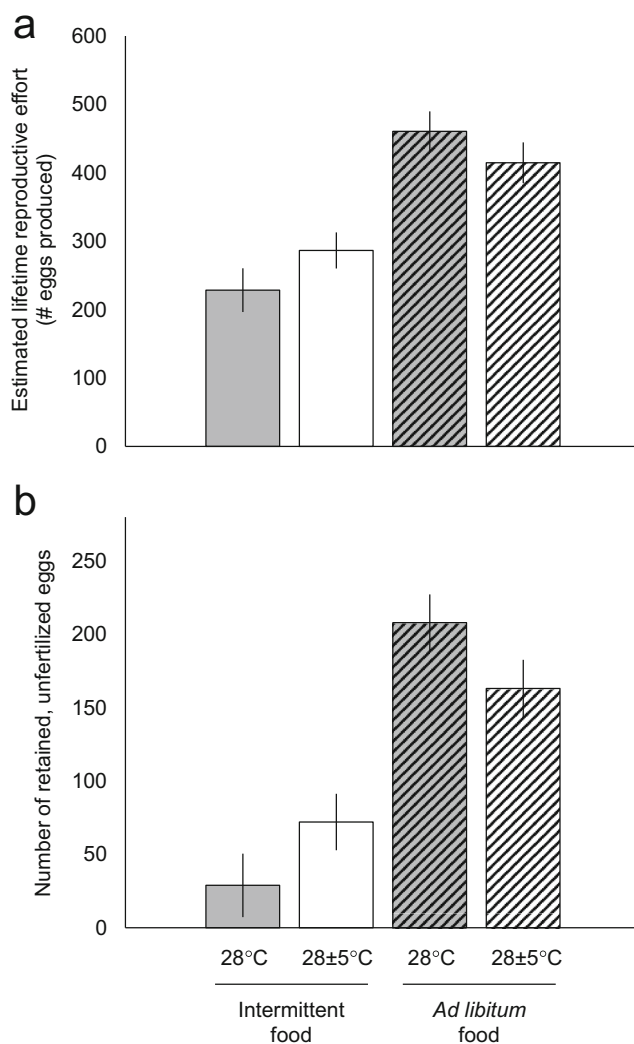 a
Estimated lifetime reproductive effort
(# eggs produced)
600
500
400
300
200
100
0
b
Number of retained, unfertilized eggs
250
200
150
100
50
0
28°C 28±5°C 28°C 28±5°C
Intermittent Ad libitum
food food